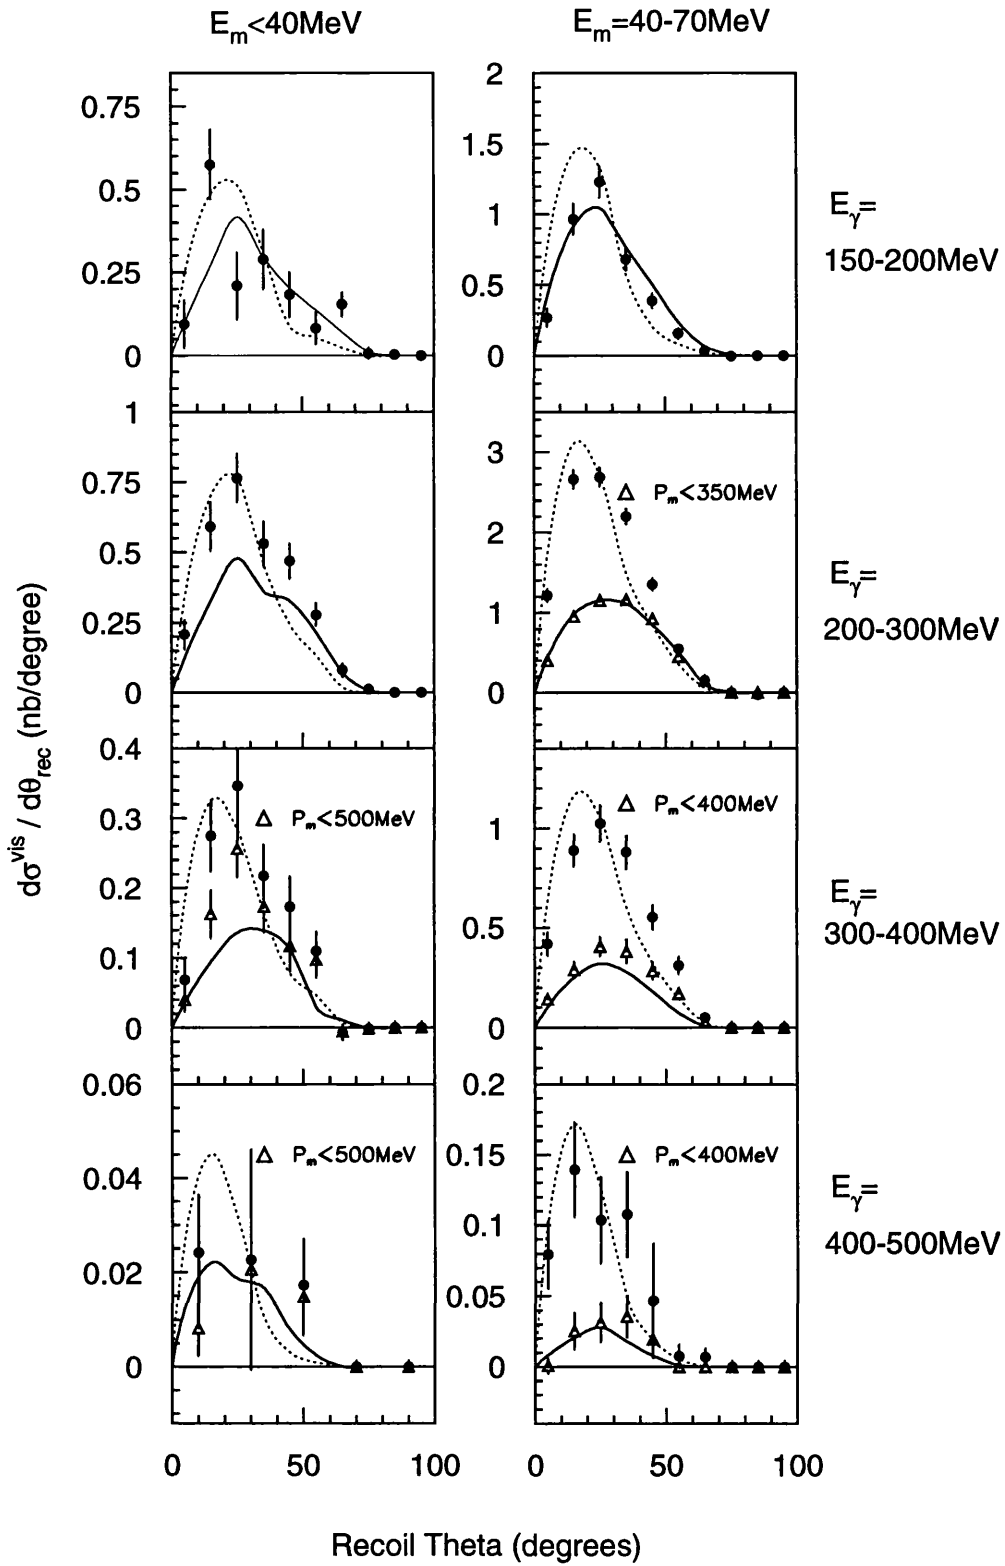 E_m<40MeV
E_m=40-70MeV
0.75
0.5
0.25
0
2
1.5
1
0.5
0
E_γ=
150-200MeV
1
0.75
0.5
0.25
0
3
2
1
0
P_m<350MeV
E_γ=
200-300MeV
dσ^vis / dθ_rec (nb/degree)
0.4
0.3
0.2
0.1
0
P_m<500MeV
1
0.5
0
P_m<400MeV
E_γ=
300-400MeV
0.06
0.04
0.02
0
P_m<500MeV
0.2
0.15
0.1
0.05
0
P_m<400MeV
E_γ=
400-500MeV
0 50 100
0 50 100
Recoil Theta (degrees)